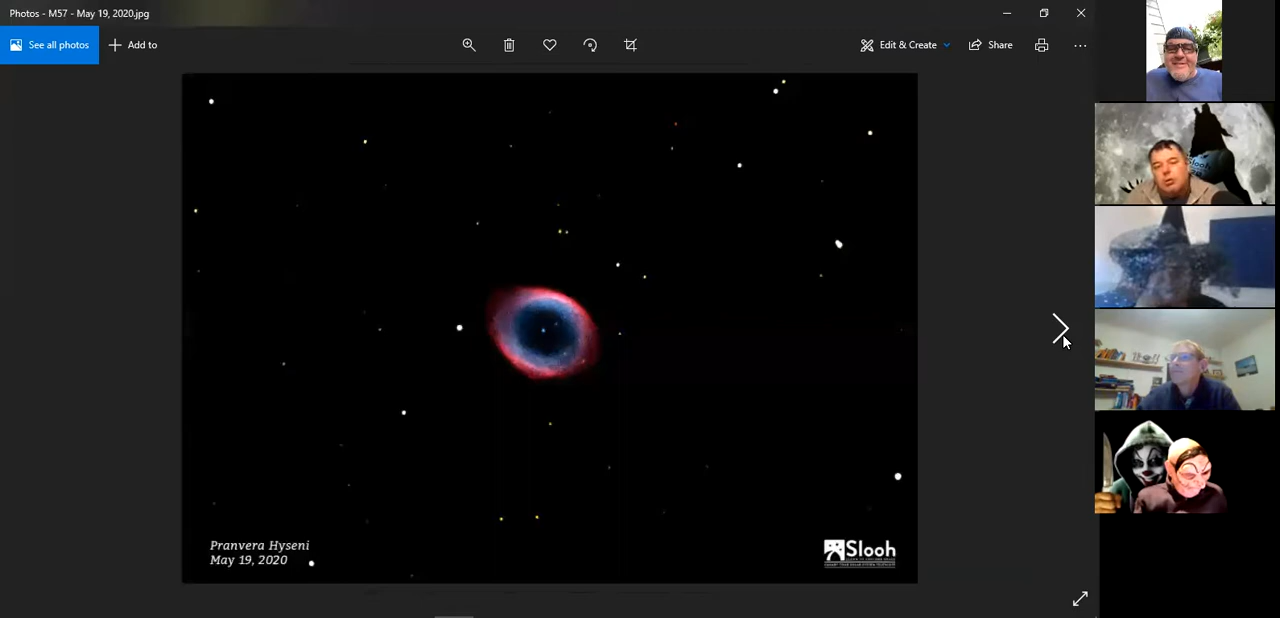 Photos - M57 - May 19, 2020.jpg
See all photos
Add to
Edit & Create
Share
Pranvera Hyseni
May 19, 2020
Slooh
Slooh